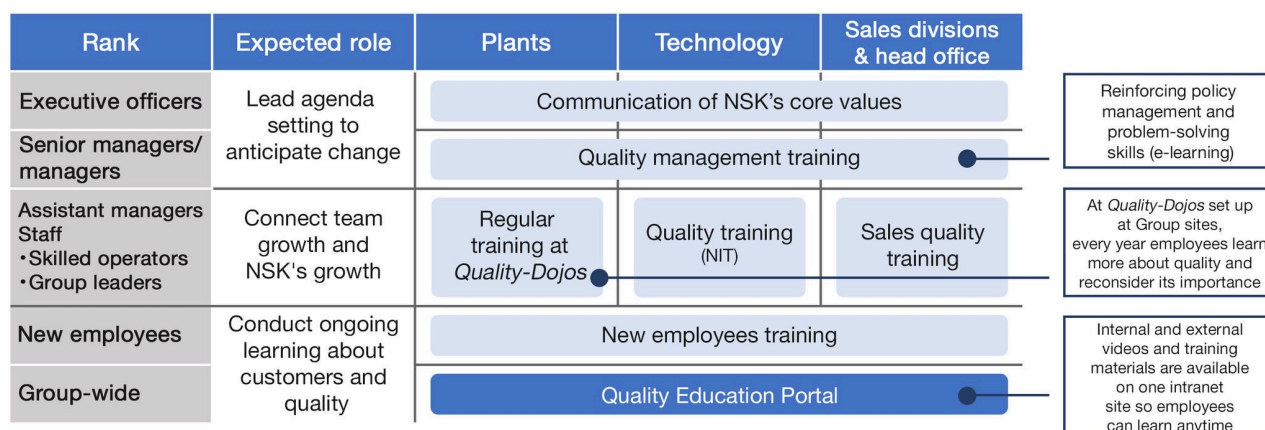 Rank
Expected role
Plants
Technology
Sales divisions
& head office
Executive officers
Lead agenda
setting to
anticipate change
Communication of NSK's core values
Senior managers/
managers
Quality management training
Reinforcing policy
management and
problem-solving
skills (e-learning)
Assistant managers
Staff
・Skilled operators
・Group leaders
Connect team
growth and
NSK's growth
Regular
training at
Quality-Dojos
Quality training
(NIT)
Sales quality
training
At Quality-Dojos set up
at Group sites,
every year employees learn
more about quality and
reconsider its importance
New employees
Conduct ongoing
learning about
customers and
quality
New employees training
Group-wide
Quality Education Portal
Internal and external
videos and training
materials are available
on one intranet
site so employees
can learn anytime